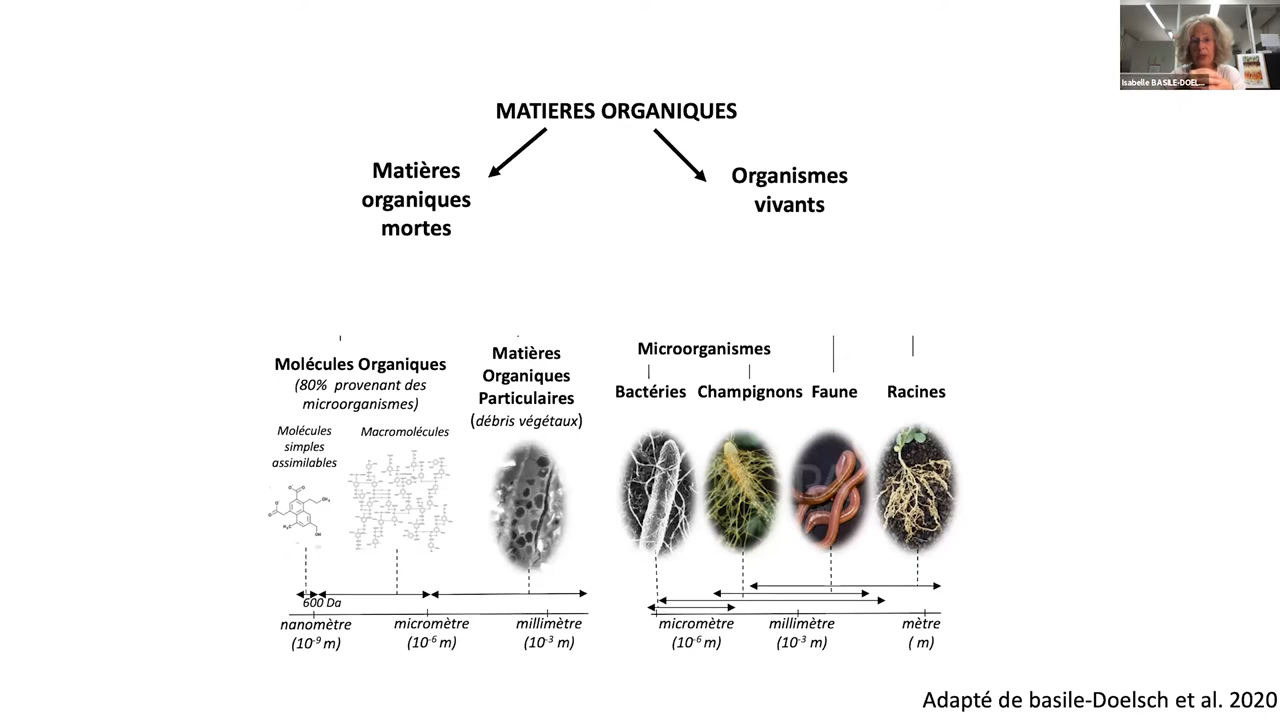 Isabelle BASILE-DOEL...
MATIERES ORGANIQUES
Matières
organiques
mortes
Organismes
vivants
Molécules Organiques
(80% provenant des
microorganismes)
Molécules
simples
assimilables
Macromolécules
Matières
Organiques
Particulaires
(débris végétaux)
Microorganismes
Bactéries
Champignons
Faune
Racines
600 Da
nanomètre
(10-9 m)
micromètre
(10-6 m)
millimètre
(10-3 m)
micromètre
(10-6 m)
millimètre
(10-3 m)
mètre
( m)
Adapté de basile-Doelsch et al. 2020